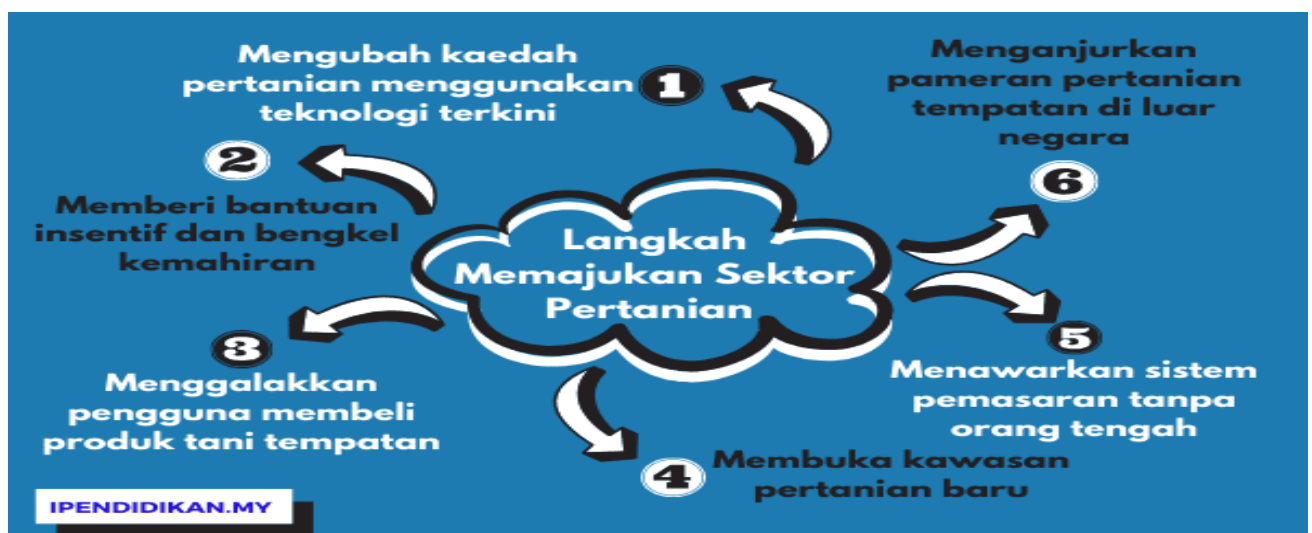 Langkah
Memajukan Sektor
Pertanian
Mengubah kaedah
pertanian menggunakan
teknologi terkini
1
2
Memberi bantuan
insentif dan bengkel
kemahiran
3
Menggalakkan
pengguna membeli
produk tani tempatan
4
Membuka kawasan
pertanian baru
5
Menawarkan sistem
pemasaran tanpa
orang tengah
Menganjurkan
pameran pertanian
tempatan di luar
negara
6
IPENDIDIKAN.MY